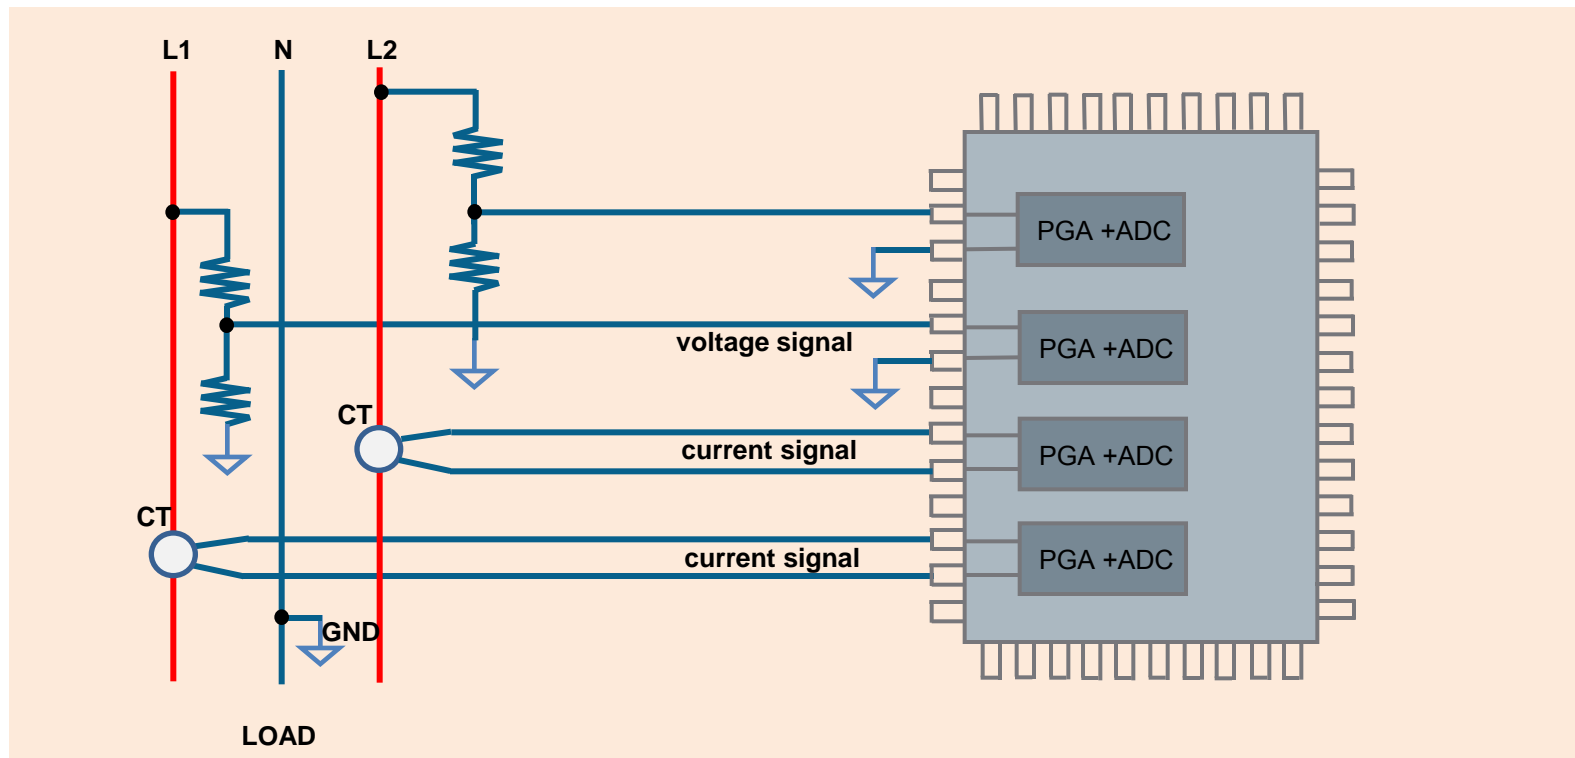 L1
N
L2
PGA +ADC
voltage signal
PGA +ADC
CT
current signal
PGA +ADC
CT
current signal
PGA +ADC
GND
LOAD